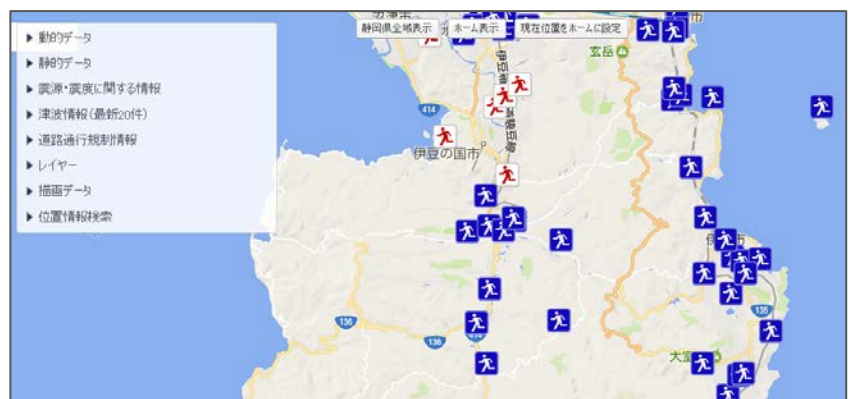 静岡県全域表示 ホーム表示 現在位置をホームに設定
▶ 動的データ
▶ 静的データ
▶ 震源・震度に関する情報
▶ 津波情報(最新20件)
▶ 道路通行規制情報
▶ レイヤー
▶ 描画データ
▶ 位置情報検索
玄岳
414
伊豆の国市
136
136
135